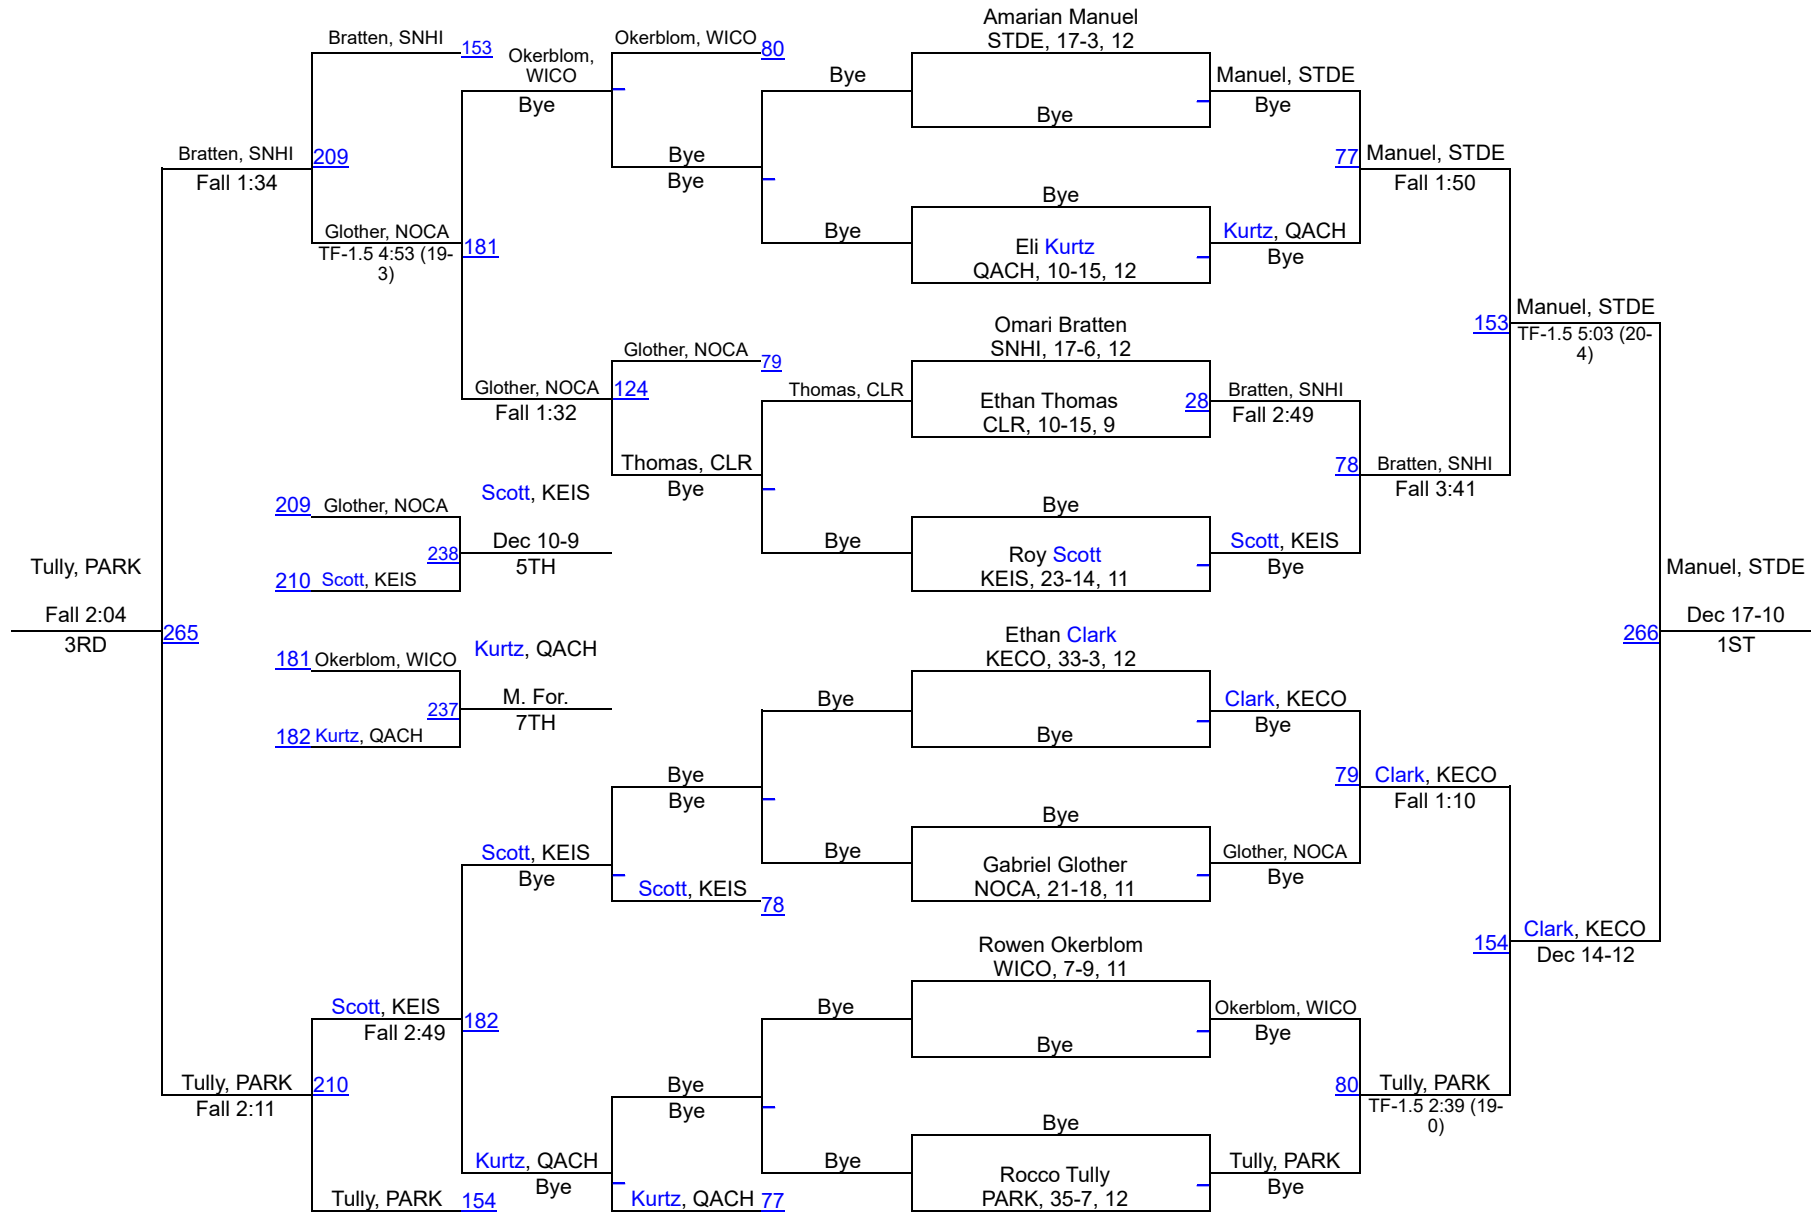 Amarian Manuel
STDE, 17-3, 12
Bye
Bye
Eli Kurtz
QACH, 10-15, 12
Omari Bratten
SNHI, 17-6, 12
Ethan Thomas
CLR, 10-15, 9
Bye
Roy Scott
KEIS, 23-14, 11
Ethan Clark
KECO, 33-3, 12
Bye
Bye
Gabriel Glother
NOCA, 21-18, 11
Rowen Okerblom
WICO, 7-9, 11
Bye
Bye
Rocco Tully
PARK, 35-7, 12
Manuel, STDE
Bye
Kurtz, QACH
Bye
28
Bratten, SNHI
Fall 2:49
Scott, KEIS
Bye
Clark, KECO
Bye
Glother, NOCA
Bye
Okerblom, WICO
Bye
Tully, PARK
Bye
77
Manuel, STDE
Fall 1:50
78
Bratten, SNHI
Fall 3:41
79
Clark, KECO
Fall 1:10
80
Tully, PARK
TF-1.5 2:39 (19-
0)
153
Manuel, STDE
TF-1.5 5:03 (20-
4)
154
Clark, KECO
Dec 14-12
Manuel, STDE
266
Dec 17-10
1ST
Bye
Bye
Thomas, CLR
Bye
Bye
Bye
Bye
Bye
Okerblom, WICO
80
Bye
Bye
Glother, NOCA
79
Thomas, CLR
Bye
Bye
Bye
Scott, KEIS
78
Bye
Bye
Kurtz, QACH
77
Okerblom,
WICO
Bye
Glother, NOCA
124
Fall 1:32
Scott, KEIS
Bye
Kurtz, QACH
Bye
Bratten, SNHI
153
Glother, NOCA
TF-1.5 4:53 (19-
3)
181
Scott, KEIS
Fall 2:49
182
Tully, PARK
154
Bratten, SNHI
209
Fall 1:34
Tully, PARK
210
Fall 2:11
Tully, PARK
Fall 2:04
3RD
265
209
Glother, NOCA
Scott, KEIS
238
Dec 10-9
5TH
210
Scott, KEIS
181
Okerblom, WICO
Kurtz, QACH
237
M. For.
7TH
182
Kurtz, QACH